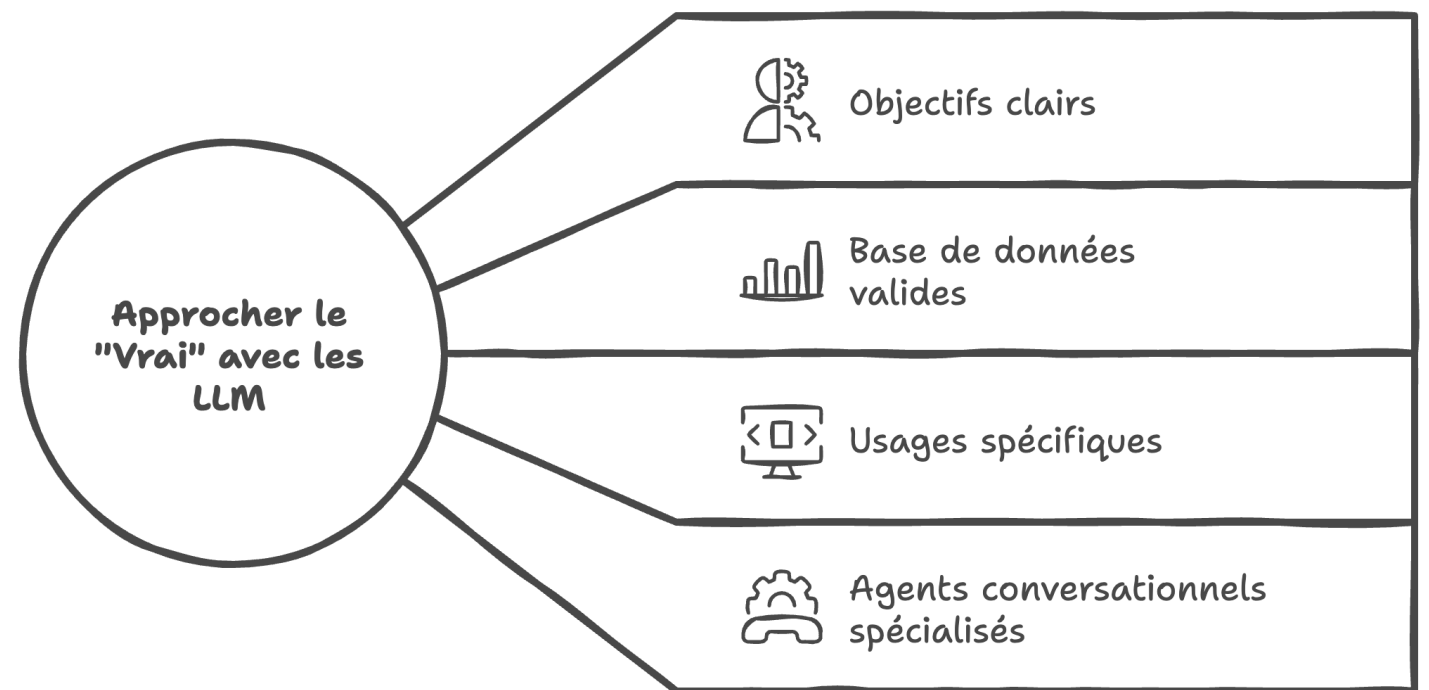 Approcher le
"Vrai" avec les
LLM
Objectifs clairs
Base de données
valides
Usages spécifiques
Agents conversationnels
spécialisés